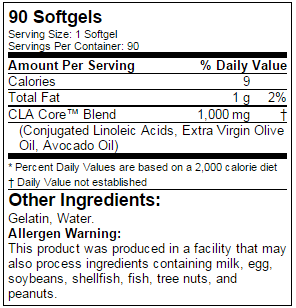 90 Softgels
Serving Size: 1 Softgel
Servings Per Container: 90
Amount Per Serving % Daily Value
Calories 9
Total Fat 1 g 2%
CLA Core™ Blend 1,000 mg †
(Conjugated Linoleic Acids, Extra Virgin Olive
Oil, Avocado Oil)
* Percent Daily Values are based on a 2,000 calorie diet
† Daily Value not established
Other Ingredients:
Gelatin, Water.
Allergen Warning:
This product was produced in a facility that may
also process ingredients containing milk, egg,
soybeans, shellfish, fish, tree nuts, and
peanuts.